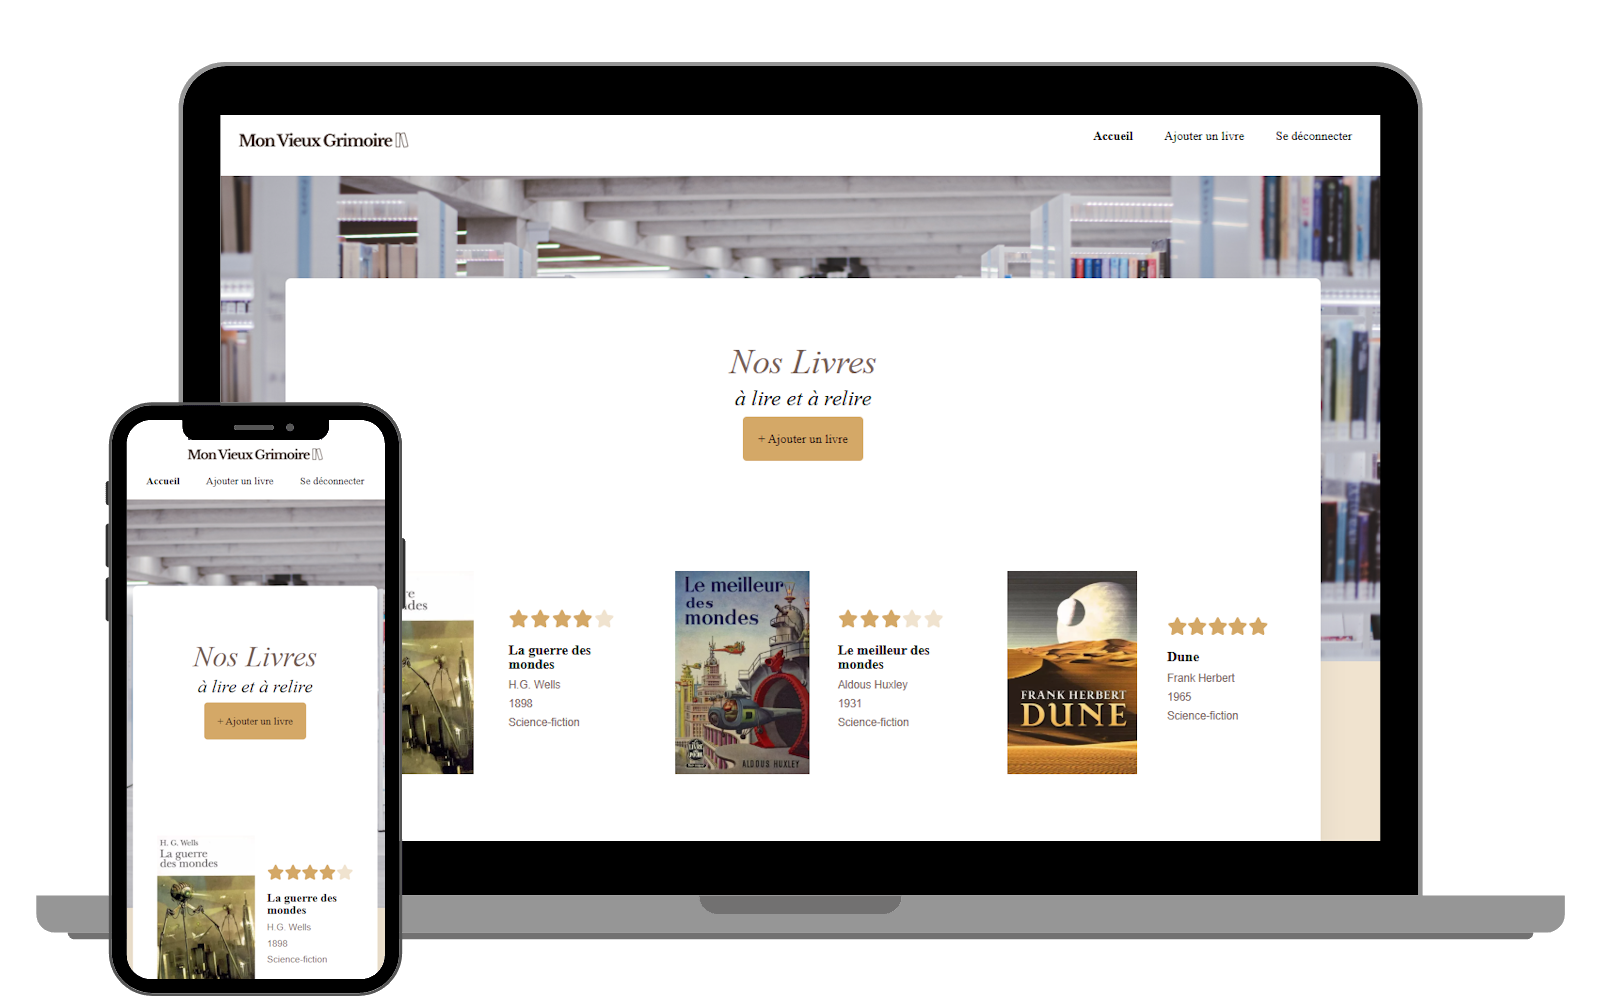 Mon Vieux Grimoire
Accueil Ajouter un livre Se déconnecter
Nos Livres
à lire et à relire
+ Ajouter un livre
des
La guerre des
mondes
H.G. Wells
1898
Science-fiction
Le meilleur
des
mondes
ALDOUS HUXLEY
Le meilleur des
mondes
Aldous Huxley
1931
Science-fiction
FRANK HERBERT
DUNE
Dune
Frank Herbert
1965
Science-fiction
Mon Vieux Grimoire
Accueil Ajouter un livre Se déconnecter
Nos Livres
à lire et à relire
+ Ajouter un livre
H. G. Wells
La guerre
des mondes
La guerre des
mondes
H.G. Wells
1898
Science-fiction